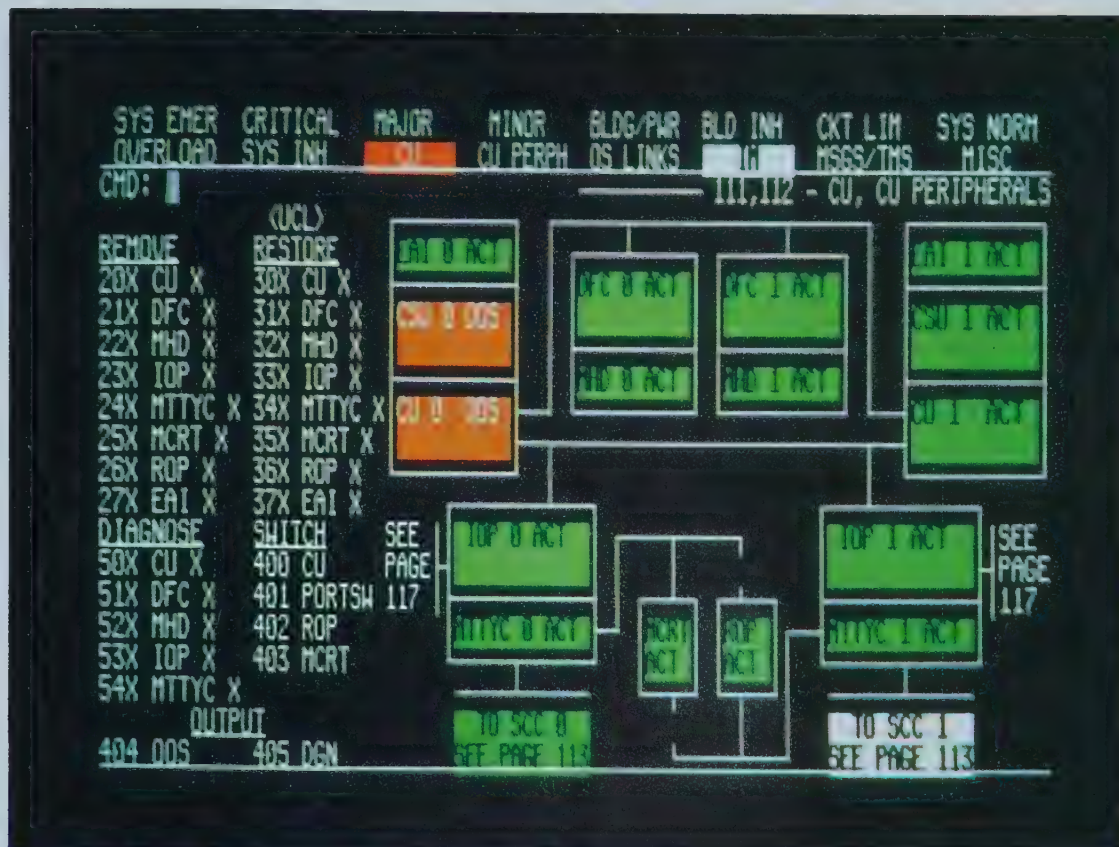 SYS EMER CRITICAL MAJOR MINOR BLDG/PWR BLD INH CKT LIM SYS NORM
OVERLOAD SYS INH CU CU PERPH OS LINKS MSGS/TMS MISC
CMD:
111,112 - CU, CU PERIPHERALS
(UCL)
REMOVE RESTORE
20X CU X 30X CU X
21X DFC X 31X DFC X
22X MHD X 32X MHD X
23X IOP X 33X IOP X
24X MTTYC X 34X MTTYC X
25X MCRT X 35X MCRT X
26X ROP X 36X ROP X
27X EAI X 37X EAI X
DIAGNOSE SWITCH
50X CU X 400 CU
51X DFC X 401 PORTSW
52X MHD X 402 ROP
53X IOP X 403 MCRT
54X MTTYC X
OUTPUT
404 OOS 405 DGN
EAI 0 ACT
CSU 0 OOS
CU 0 OOS
DFC 0 ACT
MHD 0 ACT
DFC 1 ACT
MHD 1 ACT
EAI 1 ACT
CSU 1 ACT
CU 1 ACT
SEE
PAGE
117
IOP 0 ACT
MTTYC 0 ACT
MCRT
ACT
ROP
ACT
IOP 1 ACT
MTTYC 1 ACT
SEE
PAGE
117
TO SCC 0
SEE PAGE 113
TO SCC 1
SEE PAGE 113